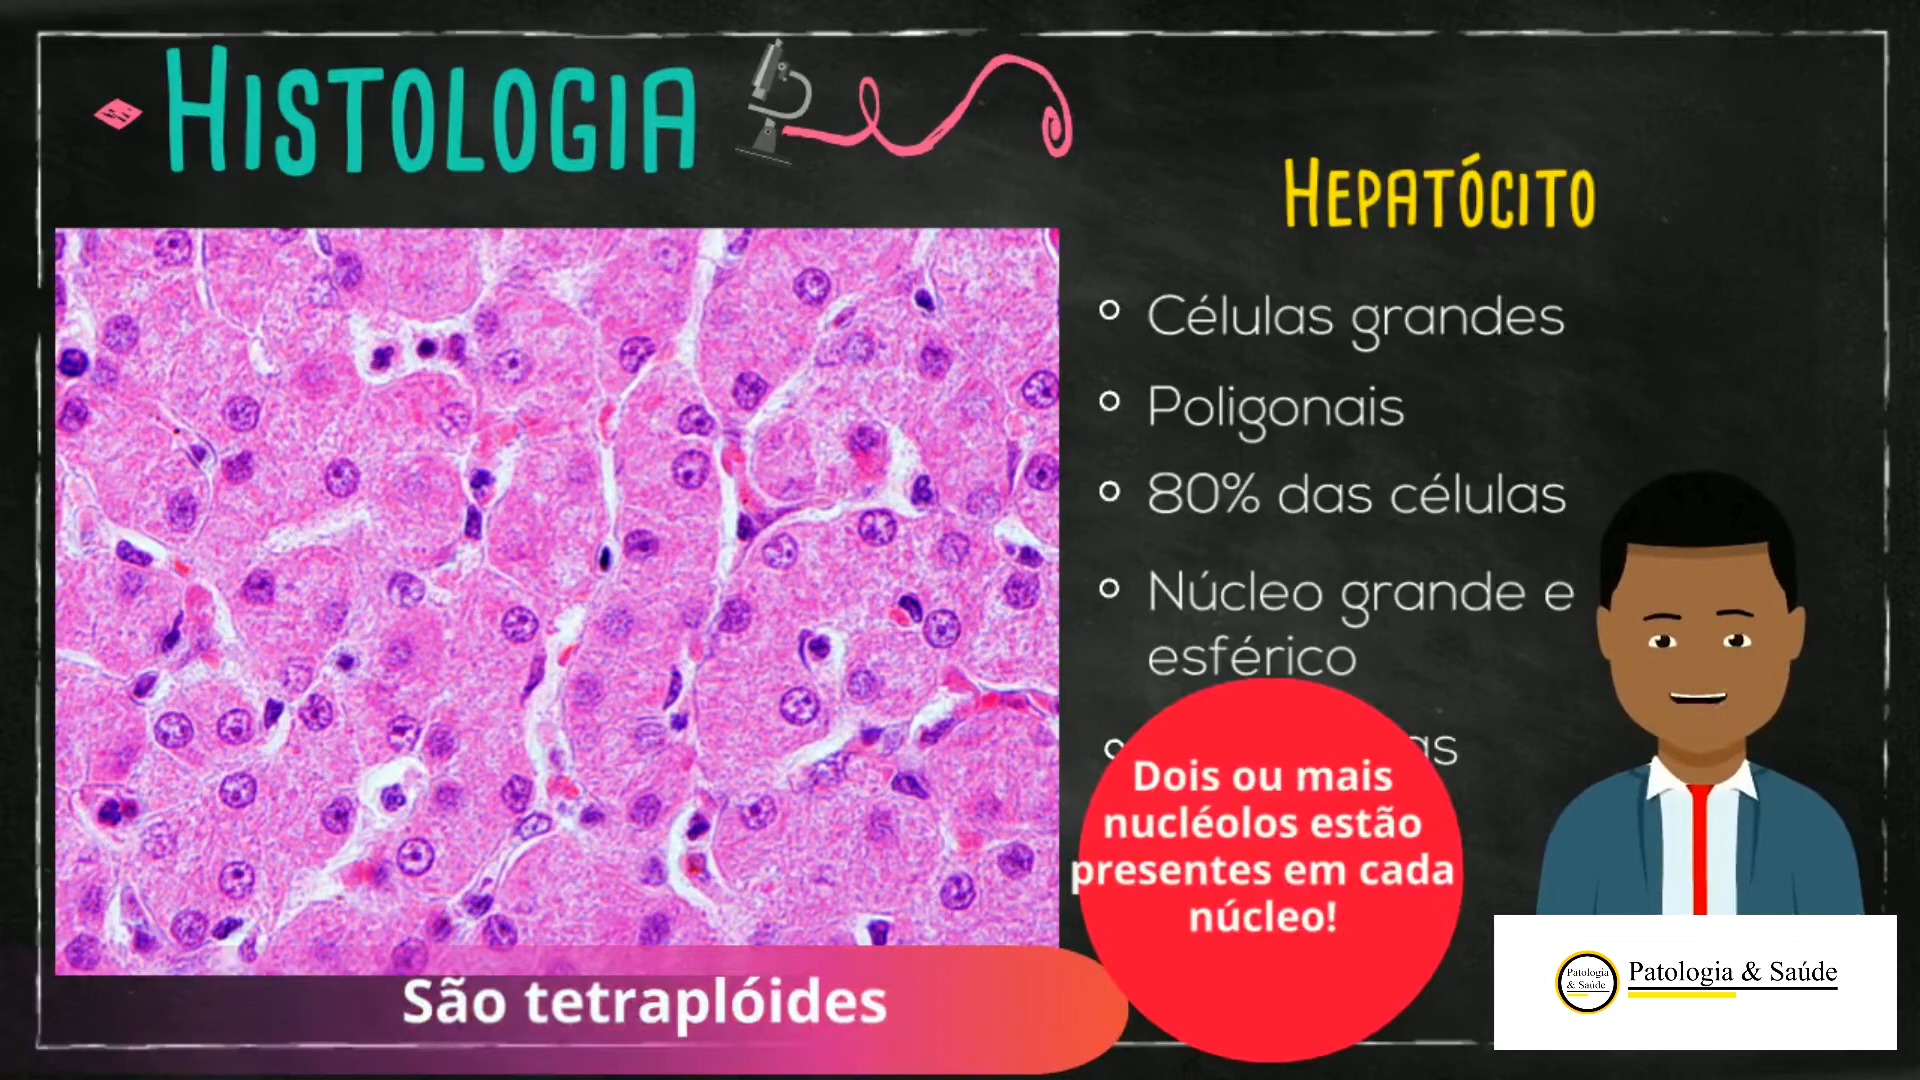 HISTOLOGIA
HEPATÓCITO
Células grandes
Poligonais
80% das células
Núcleo grande e
esférico
Dois ou mais
nucléolos estão
presentes em cada
núcleo!
São tetraplóides
Patologia
& Saúde
Patologia & Saúde